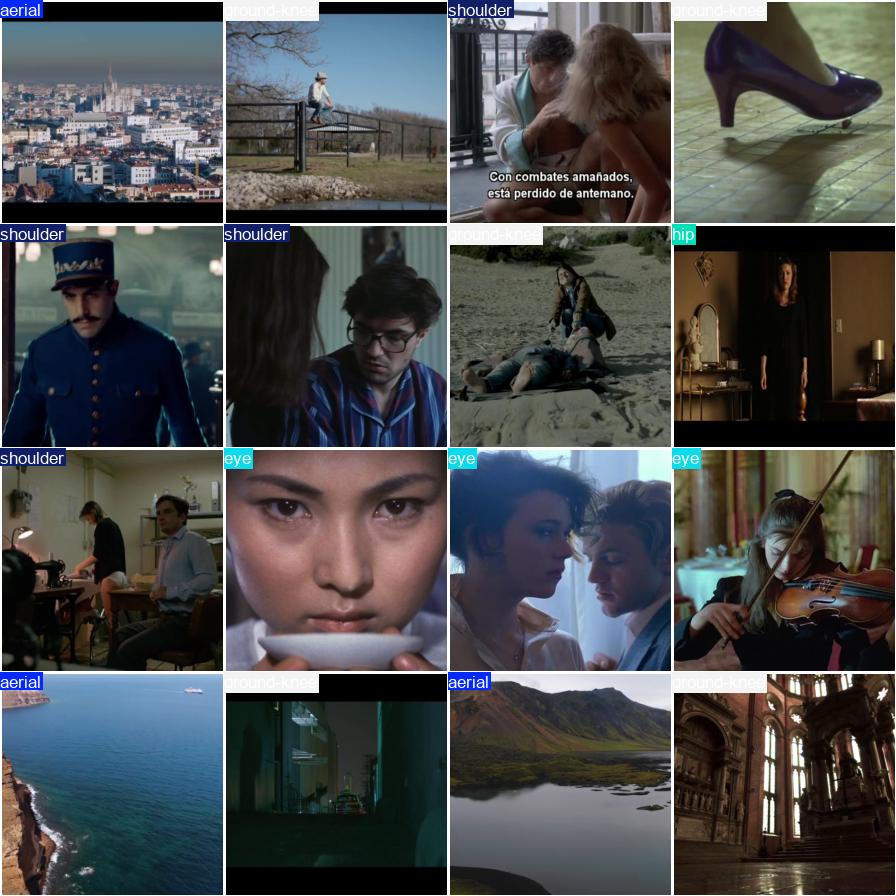 aerial
ground-knee
shoulder
ground-knee
Con combates amañados,
está perdido de antemano.
shoulder
shoulder
ground-knee
hip
shoulder
eye
eye
eye
aerial
ground-knee
aerial
ground-knee